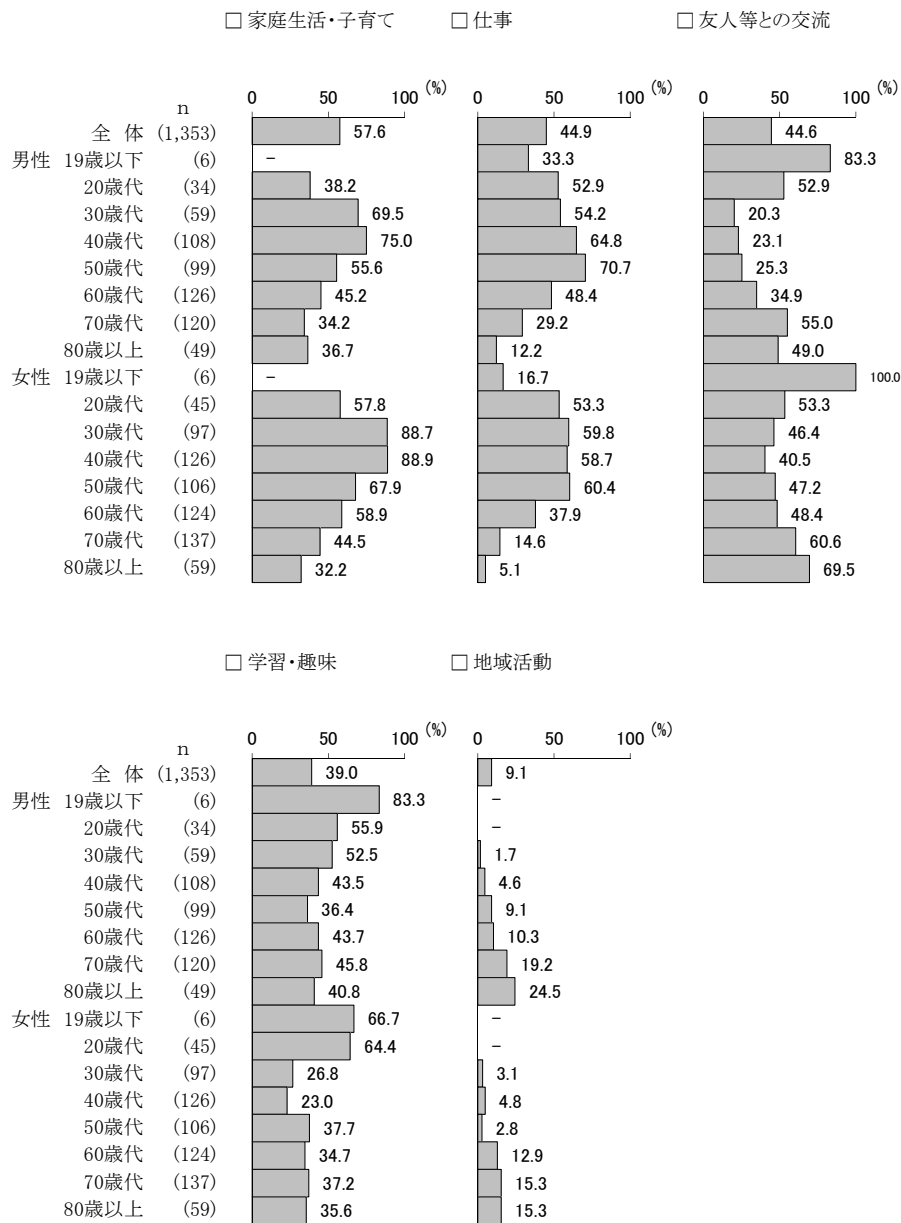 □ 家庭生活・子育て □ 仕事 □ 友人等との交流
n 0 50 100 (%) 0 50 100 (%) 0 50 100 (%)
全 体 (1,353) 57.6 44.9 44.6
男性 19歳以下 (6) − 33.3 83.3
20歳代 (34) 38.2 52.9 52.9
30歳代 (59) 69.5 54.2 20.3
40歳代 (108) 75.0 64.8 23.1
50歳代 (99) 55.6 70.7 25.3
60歳代 (126) 45.2 48.4 34.9
70歳代 (120) 34.2 29.2 55.0
80歳以上 (49) 36.7 12.2 49.0
女性 19歳以下 (6) − 16.7 100.0
20歳代 (45) 57.8 53.3 53.3
30歳代 (97) 88.7 59.8 46.4
40歳代 (126) 88.9 58.7 40.5
50歳代 (106) 67.9 60.4 47.2
60歳代 (124) 58.9 37.9 48.4
70歳代 (137) 44.5 14.6 60.6
80歳以上 (59) 32.2 5.1 69.5
□ 学習・趣味 □ 地域活動
n 0 50 100 (%) 0 50 100 (%)
全 体 (1,353) 39.0 9.1
男性 19歳以下 (6) 83.3 −
20歳代 (34) 55.9 −
30歳代 (59) 52.5 1.7
40歳代 (108) 43.5 4.6
50歳代 (99) 36.4 9.1
60歳代 (126) 43.7 10.3
70歳代 (120) 45.8 19.2
80歳以上 (49) 40.8 24.5
女性 19歳以下 (6) 66.7 −
20歳代 (45) 64.4 −
30歳代 (97) 26.8 3.1
40歳代 (126) 23.0 4.8
50歳代 (106) 37.7 2.8
60歳代 (124) 34.7 12.9
70歳代 (137) 37.2 15.3
80歳以上 (59) 35.6 15.3